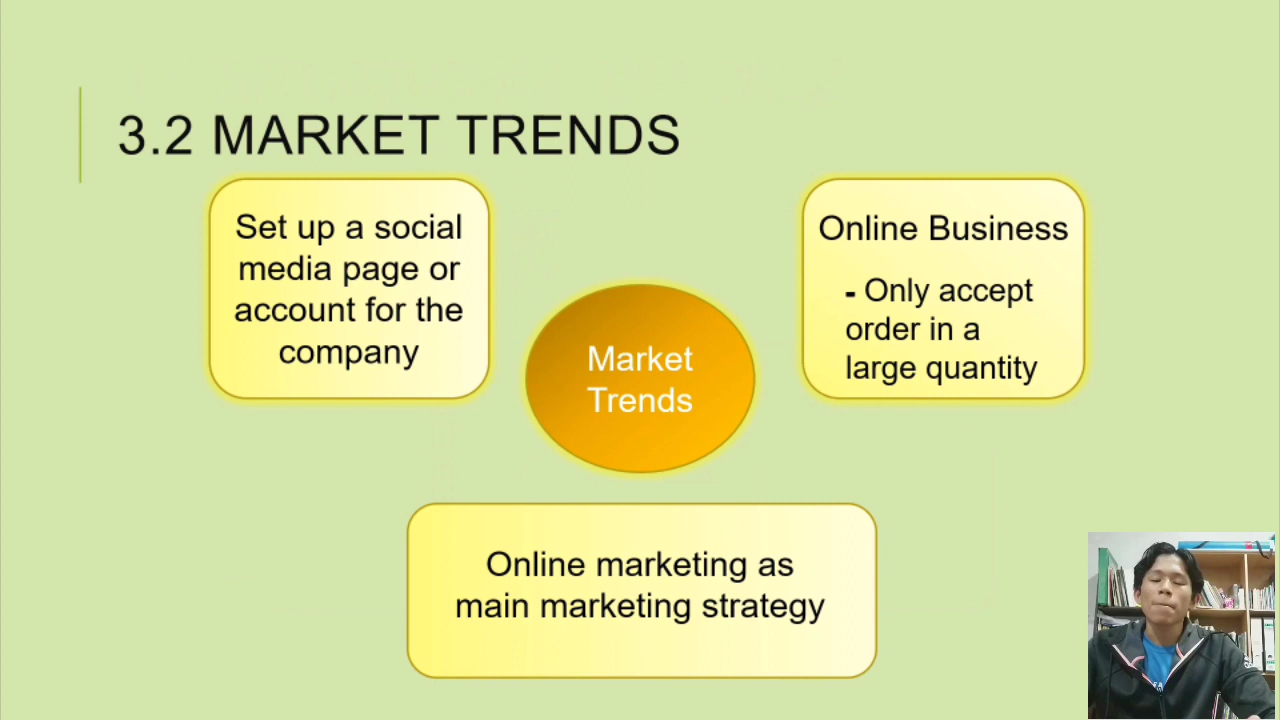 3.2 MARKET TRENDS
Set up a social
media page or
account for the
company
Online Business
- Only accept
order in a
large quantity
Market
Trends
Online marketing as
main marketing strategy